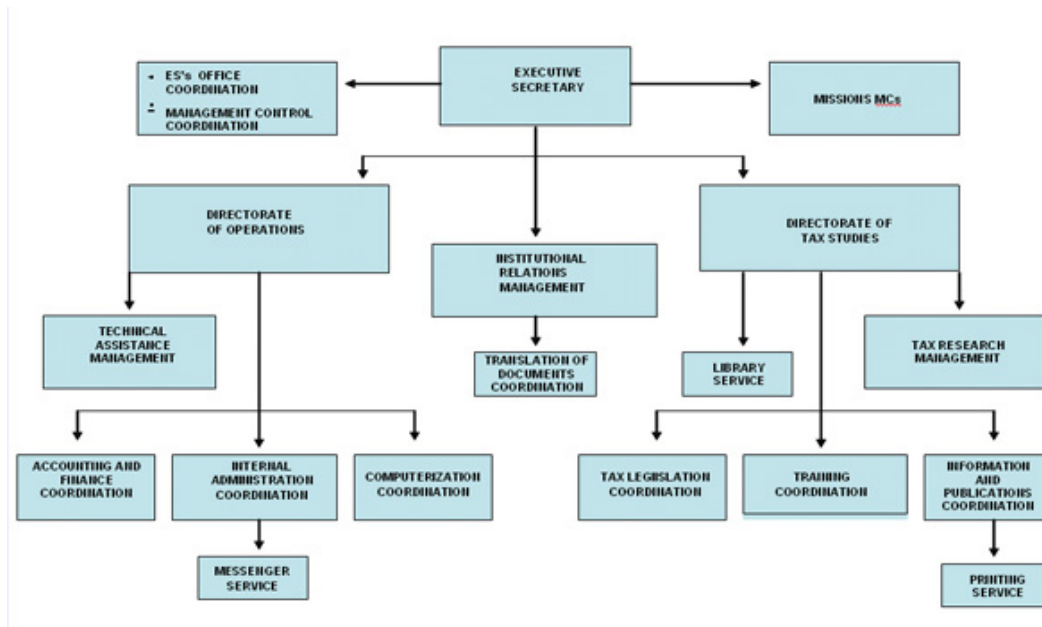 ES's OFFICE
COORDINATION
MANAGEMENT CONTROL
COORDINATION
EXECUTIVE
SECRETARY
MISSIONS MCs
DIRECTORATE
OF OPERATIONS
INSTITUTIONAL
RELATIONS
MANAGEMENT
DIRECTORATE OF
TAX STUDIES
TECHNICAL
ASSISTANCE
MANAGEMENT
TRANSLATION OF
DOCUMENTS
COORDINATION
LIBRARY
SERVICE
TAX RESEARCH
MANAGEMENT
ACCOUNTING AND
FINANCE
COORDINATION
INTERNAL
ADMINISTRATION
COORDINATION
COMPUTERIZATION
COORDINATION
TAX LEGISLATION
COORDINATION
TRAINING
COORDINATION
INFORMATION
AND
PUBLICATIONS
COORDINATION
MESSENGER
SERVICE
PRINTING
SERVICE